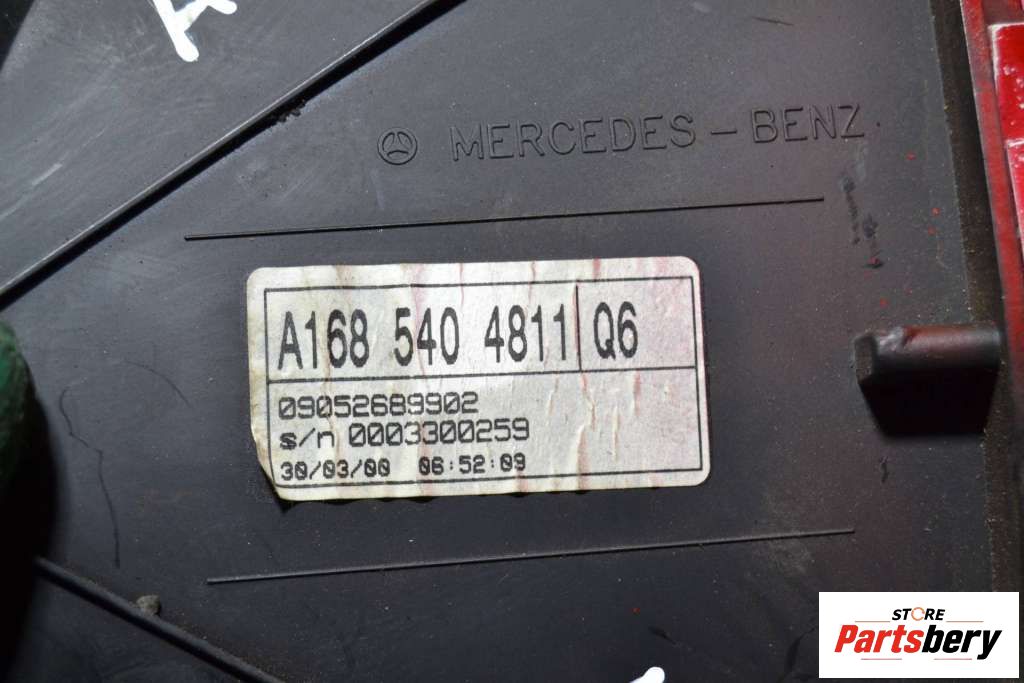 MERCEDES-BENZ
A168 540 4811 Q6
09052689902
s/n 0003300259
30/03/00 06:52:09
STORE
Partsbery